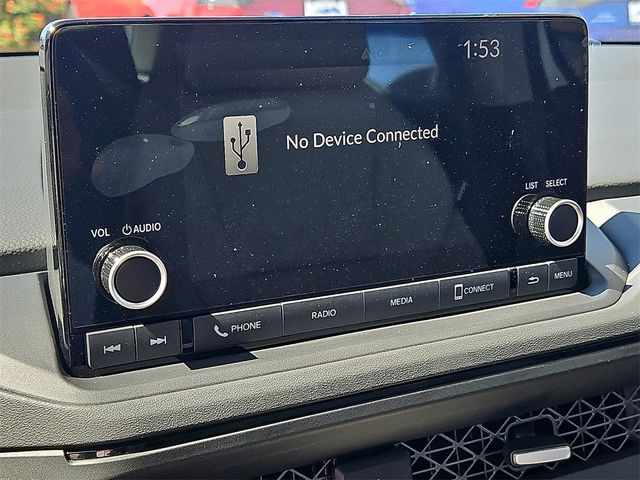 1:53
No Device Connected
LIST SELECT
VOL AUDIO
PHONE
RADIO
MEDIA
CONNECT
MENU